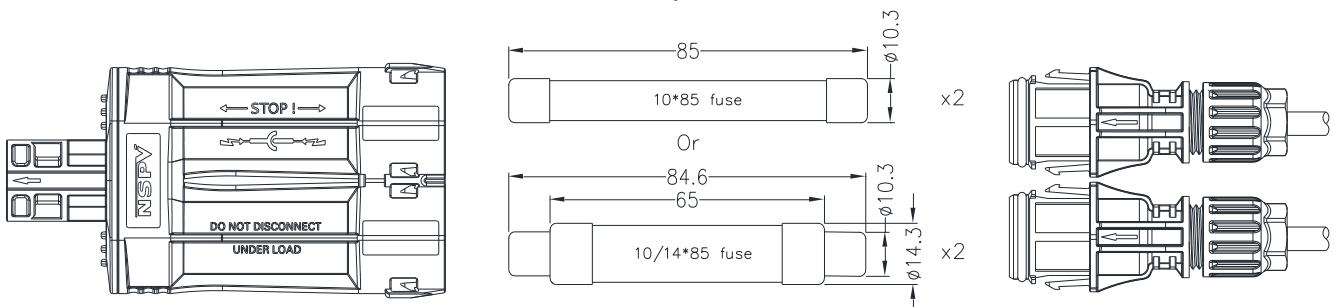 NSPV
STOP !
DO NOT DISCONNECT
UNDER LOAD
85
ø10.3
10*85 fuse
x2
Or
84.6
65
ø10.3
ø14.3
10/14*85 fuse
x2